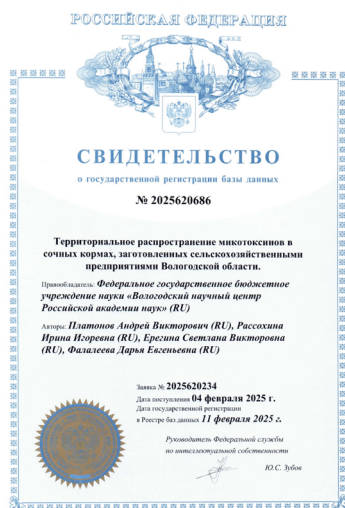 РОССИЙСКАЯ ФЕДЕРАЦИЯ
СВИДЕТЕЛЬСТВО
о государственной регистрации базы данных
№ 2025620686
Территориальное распространение микотоксинов в
сочных кормах, заготовленных сельскохозяйственными
предприятиями Вологодской области.
Правообладатель: Федеральное государственное бюджетное
учреждение науки «Вологодский научный центр
Российской академии наук» (RU)
Авторы: Платонов Андрей Викторович (RU), Рассохина
Ирина Игоревна (RU), Ерегина Светлана Викторовна
(RU), Фалалеева Дарья Евгеньевна (RU)
Заявка № 2025620234
Дата поступления 04 февраля 2025 г.
Дата государственной регистрации
в Реестре баз данных 11 февраля 2025 г.
Руководитель Федеральной службы
по интеллектуальной собственности
Ю.С. Зубов